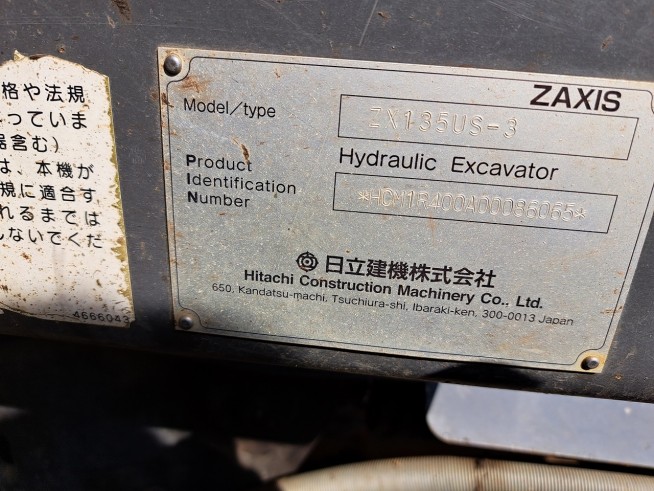 格や法規
っていま
器含む)
は、本機が
規に適合す
れるまでは
しないでくだ
4666043
ZAXIS
Model/type
ZX135US-3
Hydraulic Excavator
Product
Identification
Number
*HCM1R400A00086065*
日立建機株式会社
Hitachi Construction Machinery Co., Ltd.
650, Kandatsu-machi, Tsuchiura-shi, Ibaraki-ken, 300-0013 Japan